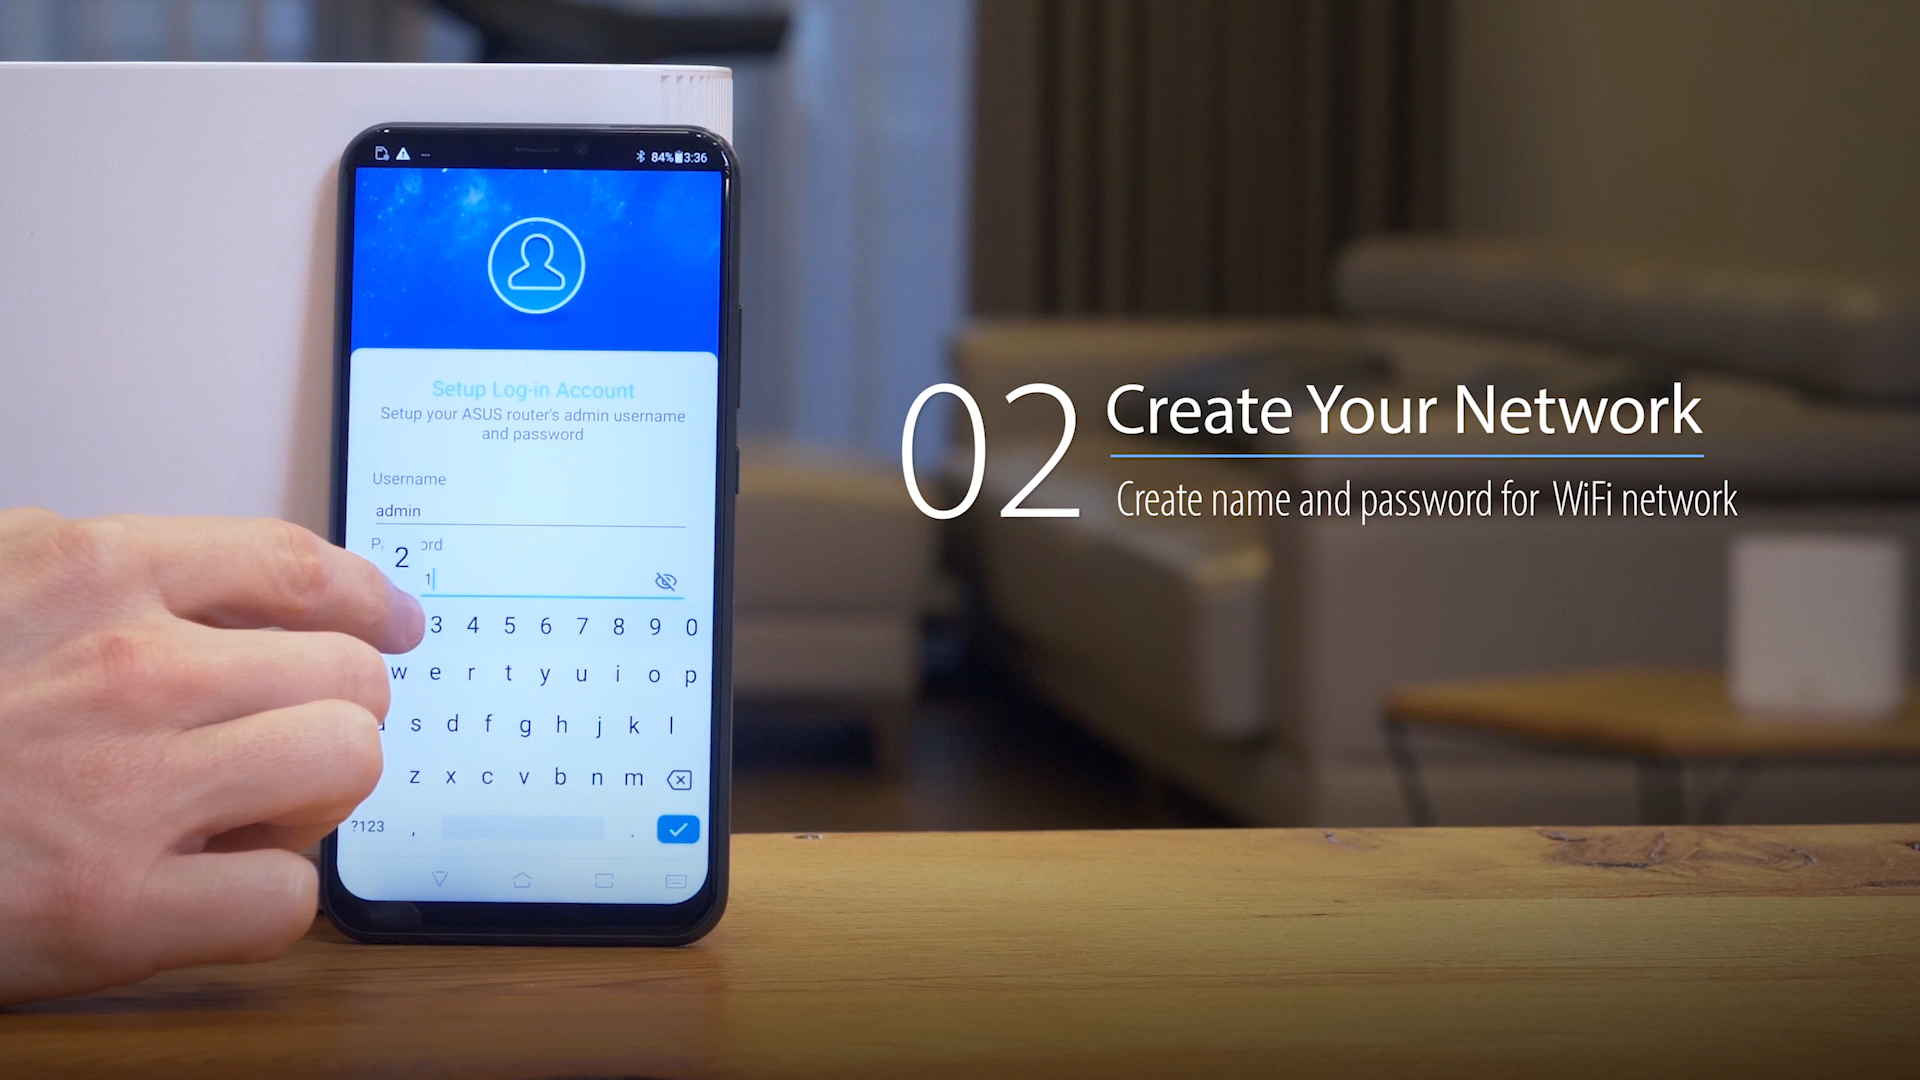 84% 3:36
Setup Log-in Account
Setup your ASUS router's admin username
and password
Username
admin
2
1
3 4 5 6 7 8 9 0
w e r t y u i o p
s d f g h j k l
z x c v b n m
?123 , .
02
Create Your Network
Create name and password for WiFi network